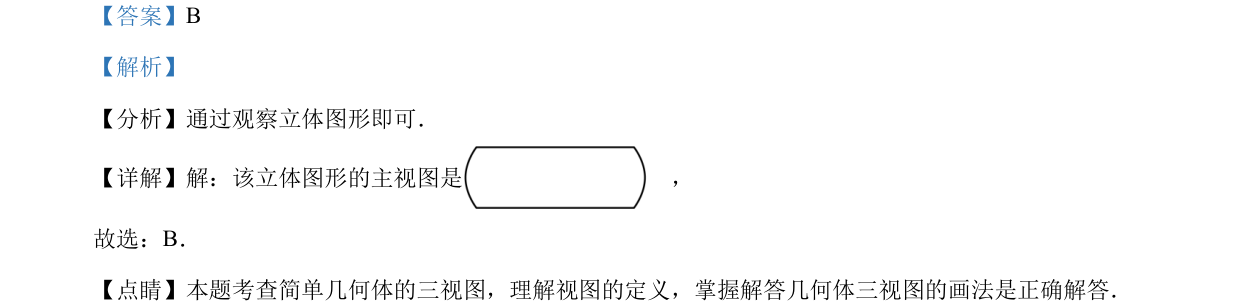 【答案】B
【解析】
【分析】通过观察立体图形即可．
【详解】解：该立体图形的主视图是 ，
故选：B．
【点睛】本题考查简单几何体的三视图，理解视图的定义，掌握解答几何体三视图的画法是正确解答．